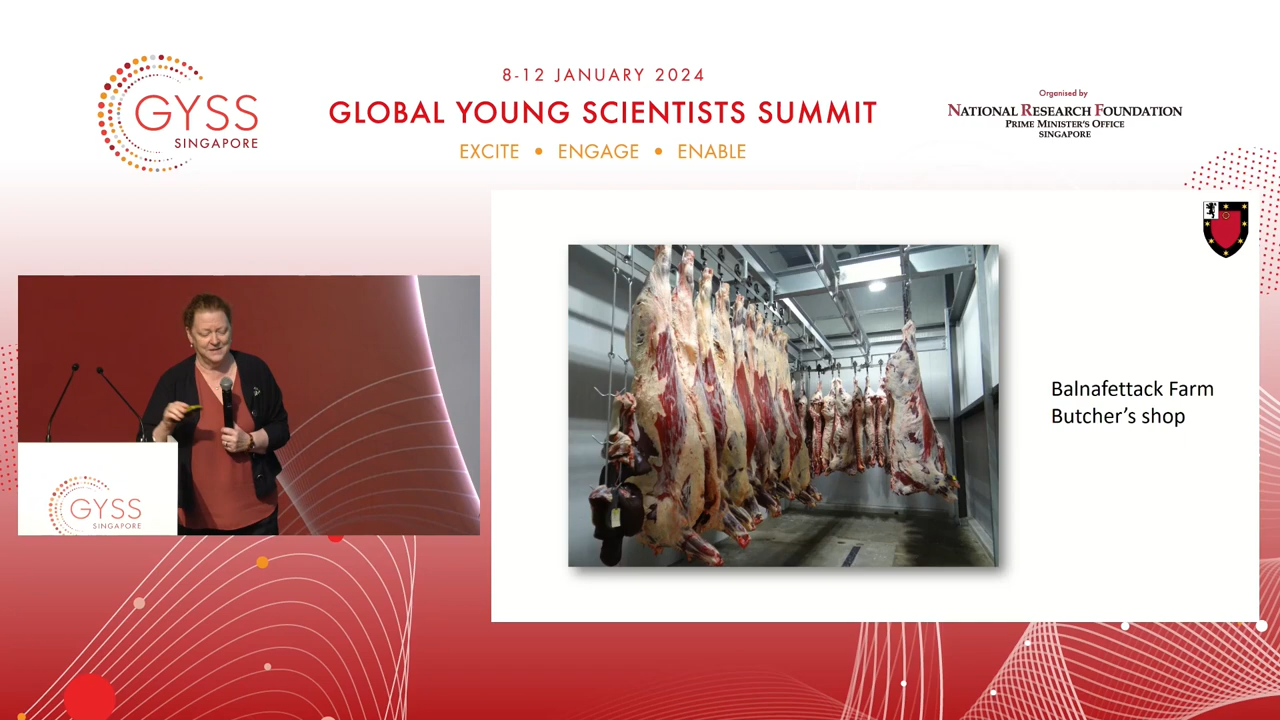 GYSS
SINGAPORE
8-12 JANUARY 2024
GLOBAL YOUNG SCIENTISTS SUMMIT
EXCITE • ENGAGE • ENABLE
Organised by
NATIONAL RESEARCH FOUNDATION
PRIME MINISTER'S OFFICE
SINGAPORE
Balnafettack Farm
Butcher's shop
GYSS
SINGAPORE